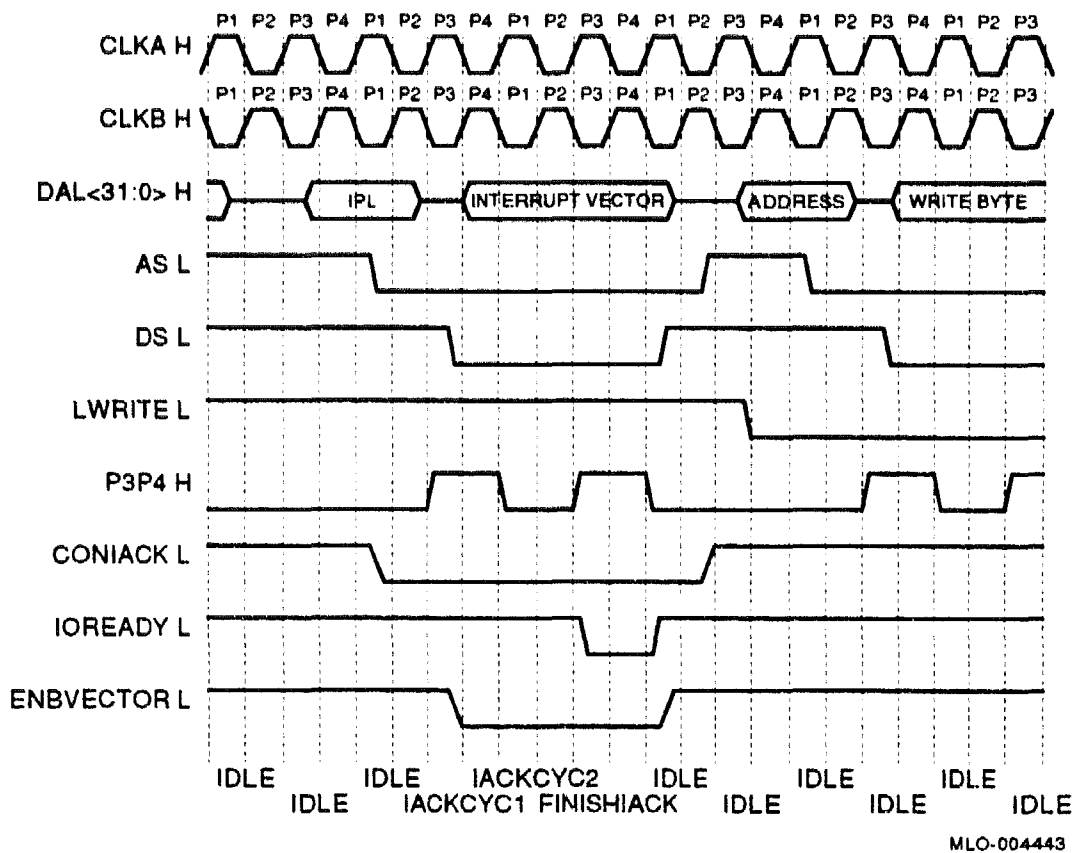 P1 P2 P3 P4 P1 P2 P3 P4 P1 P2 P3 P4 P1 P2 P3 P4 P1 P2 P3 P4 P1 P2 P3
CLKA H
P1 P2 P3 P4 P1 P2 P3 P4 P1 P2 P3 P4 P1 P2 P3 P4 P1 P2 P3 P4 P1 P2 P3
CLKB H
DAL<31:0> H IPL INTERRUPT VECTOR ADDRESS WRITE BYTE
AS L
DS L
LWRITE L
P3P4 H
CONIACK L
IOREADY L
ENBVECTOR L
IDLE IDLE IACKCYC2 IDLE IDLE IDLE
IDLE IACKCYC1 FINISHIACK IDLE IDLE IDLE
MLO-004443